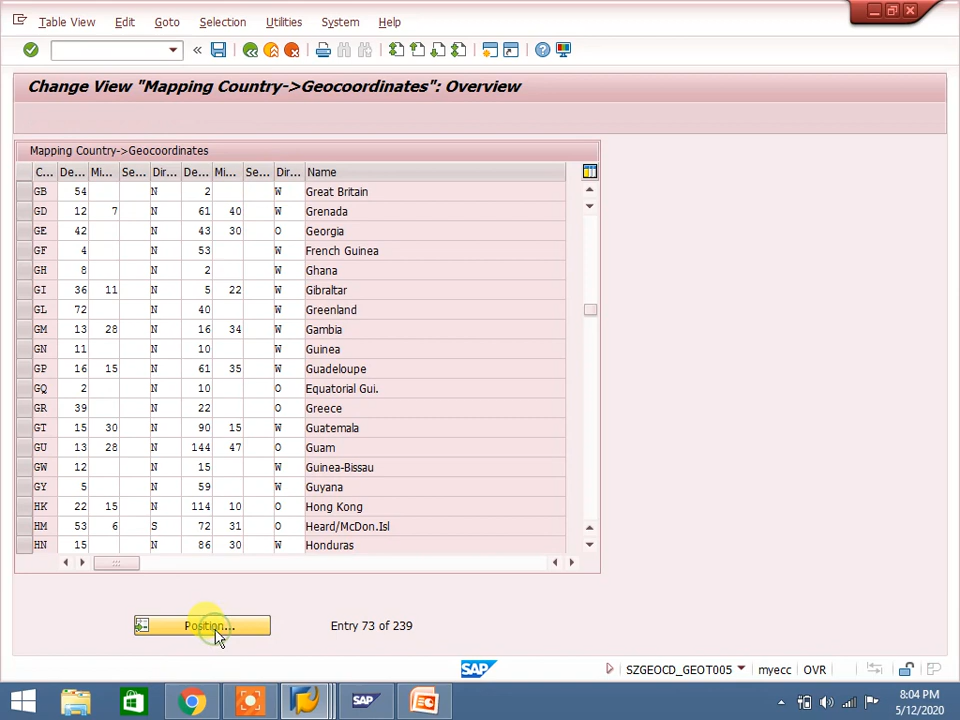 Table View Edit Goto Selection Utilities System Help
Change View "Mapping Country->Geocoordinates": Overview
Mapping Country->Geocoordinates
C... De... Mi... Se... Dir... De... Mi... Se... Dir... Name
GB 54 N 2 W Great Britain
GD 12 7 N 61 40 W Grenada
GE 42 N 43 30 O Georgia
GF 4 N 53 W French Guinea
GH 8 N 2 W Ghana
GI 36 11 N 5 22 W Gibraltar
GL 72 N 40 W Greenland
GM 13 28 N 16 34 W Gambia
GN 11 N 10 W Guinea
GP 16 15 N 61 35 W Guadeloupe
GQ 2 N 10 O Equatorial Gui.
GR 39 N 22 O Greece
GT 15 30 N 90 15 W Guatemala
GU 13 28 N 144 47 O Guam
GW 12 N 15 W Guinea-Bissau
GY 5 N 59 W Guyana
HK 22 15 N 114 10 O Hong Kong
HM 53 6 S 72 31 O Heard/McDon.Isl
HN 15 N 86 30 W Honduras
Position... Entry 73 of 239
SAP SZGEOCD_GEOT005 myecc OVR
SAP
8:04 PM
5/12/2020